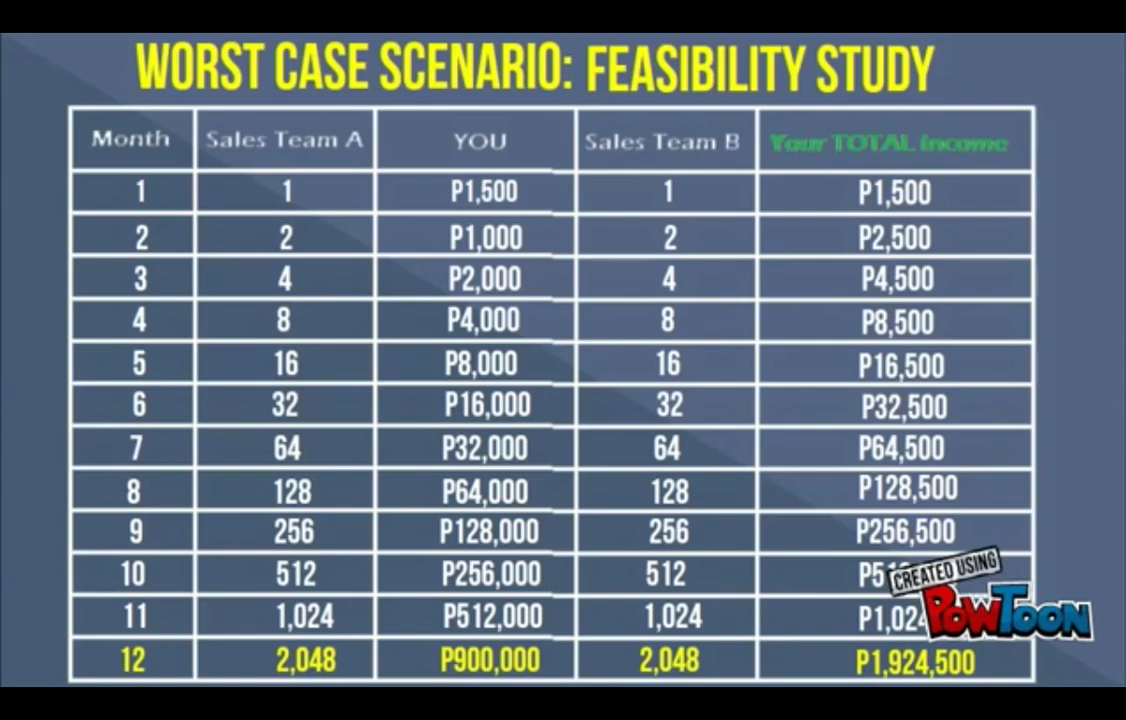 WORST CASE SCENARIO: FEASIBILITY STUDY
Month Sales Team A YOU Sales Team B Your TOTAL Income
1 1 P1,500 1 P1,500
2 2 P1,000 2 P2,500
3 4 P2,000 4 P4,500
4 8 P4,000 8 P8,500
5 16 P8,000 16 P16,500
6 32 P16,000 32 P32,500
7 64 P32,000 64 P64,500
8 128 P64,000 128 P128,500
9 256 P128,000 256 P256,500
10 512 P256,000 512
11 1,024 P512,000 1,024
12 2,048 P900,000 2,048 P1,924,500
CREATED USING
POWTOON